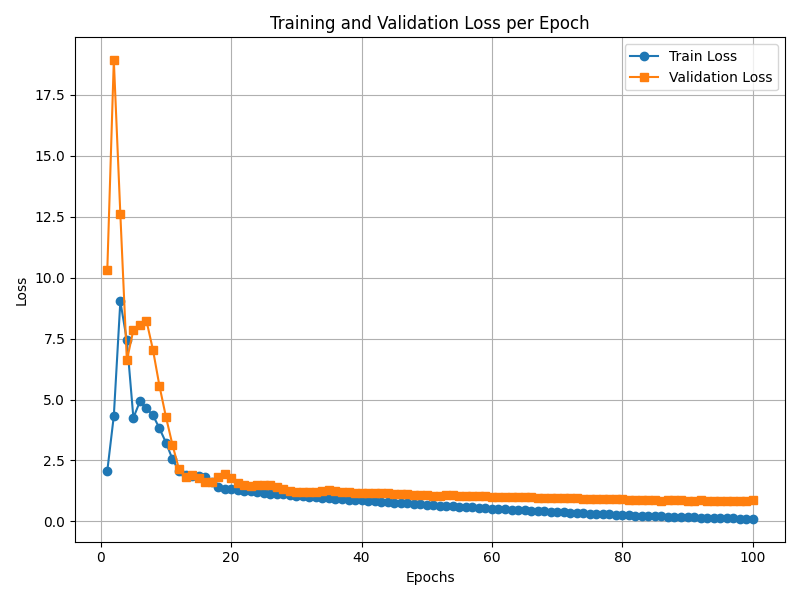 Training and Validation Loss per Epoch
Train Loss
Validation Loss
17.5
15.0
12.5
10.0
7.5
5.0
2.5
0.0
Loss
0 20 40 60 80 100
Epochs